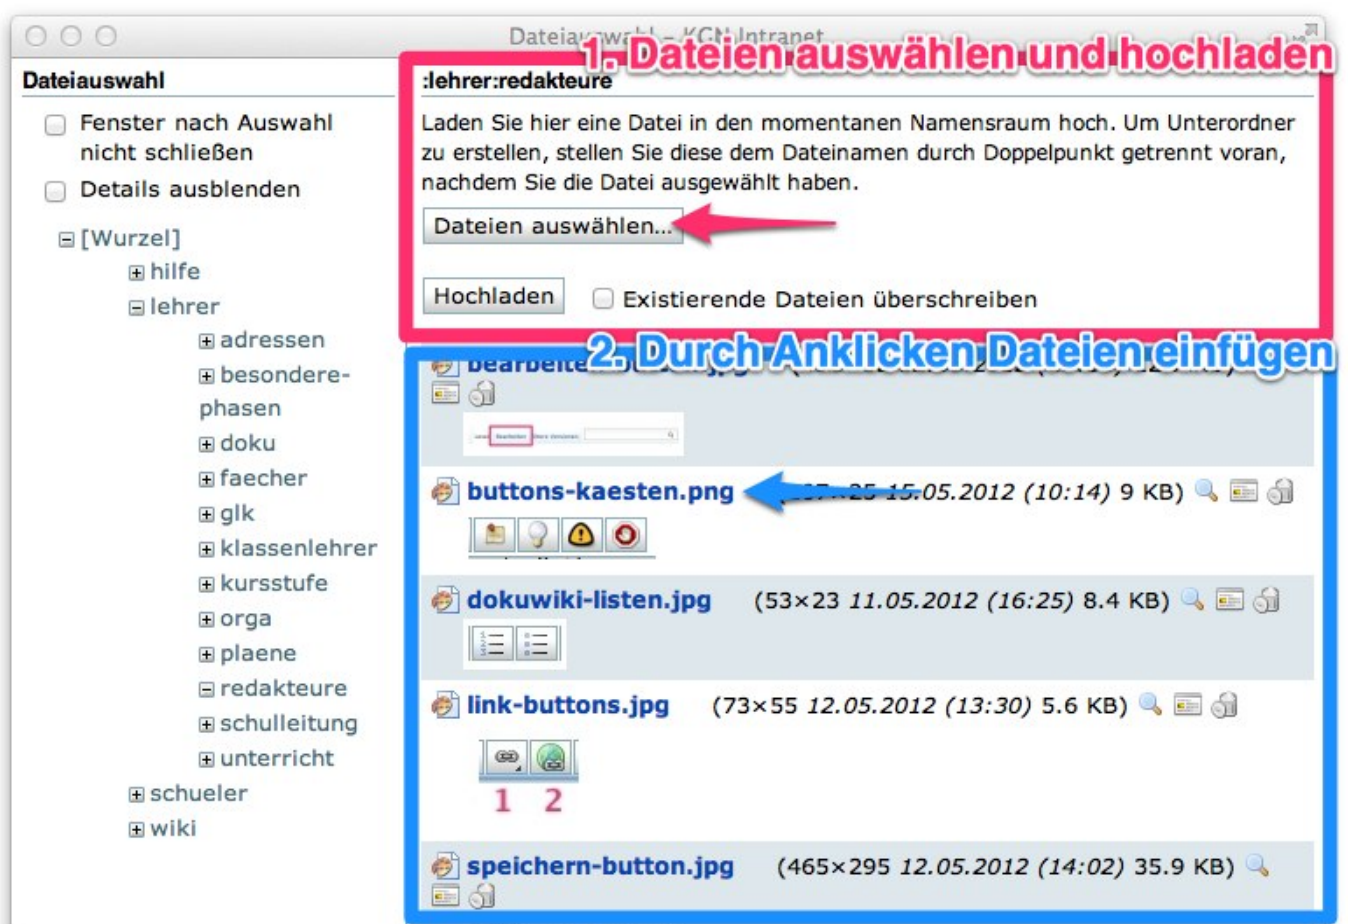 Dateiauswahl – KGN Intranet
1. Dateien auswählen und hochladen
Dateiauswahl
Fenster nach Auswahl
nicht schließen
Details ausblenden
[Wurzel]
hilfe
lehrer
adressen
besondere-
phasen
doku
faecher
glk
klassenlehrer
kursstufe
orga
plaene
redakteure
schulleitung
unterricht
schueler
wiki
:lehrer:redakteure
Laden Sie hier eine Datei in den momentanen Namensraum hoch. Um Unterordner
zu erstellen, stellen Sie diese dem Dateinamen durch Doppelpunkt getrennt voran,
nachdem Sie die Datei ausgewählt haben.
Dateien auswählen...
Hochladen
Existierende Dateien überschreiben
2. Durch Anklicken Dateien einfügen
buttons-kaesten.png 15.05.2012 (10:14) 9 KB)
dokuwiki-listen.jpg (53×23 11.05.2012 (16:25) 8.4 KB)
link-buttons.jpg (73×55 12.05.2012 (13:30) 5.6 KB)
1 2
speichern-button.jpg (465×295 12.05.2012 (14:02) 35.9 KB)